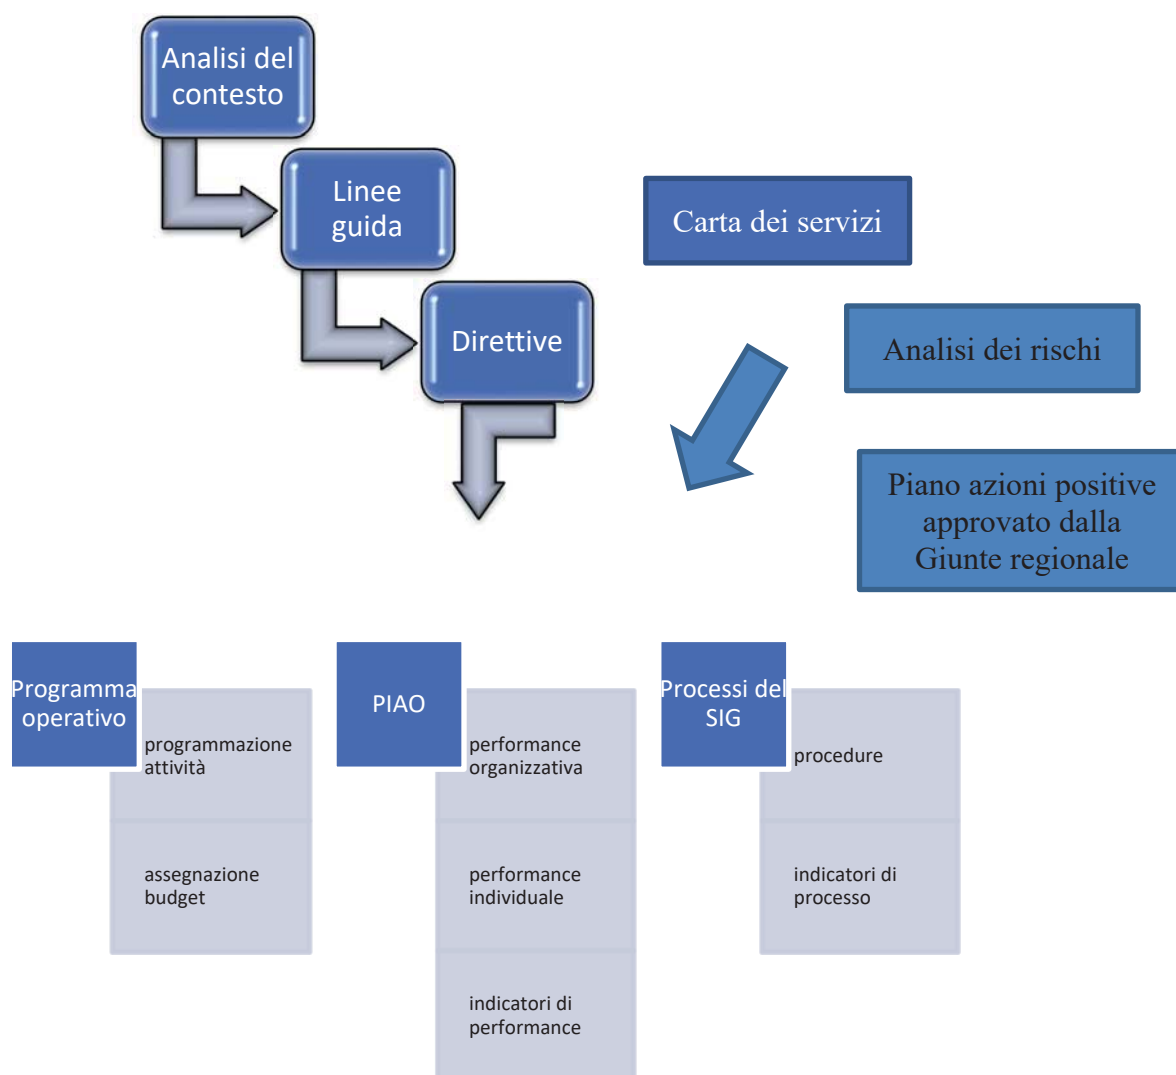 Analisi del
contesto
Linee
guida
Direttive
Carta dei servizi
Analisi dei rischi
Piano azioni positive
approvato dalla
Giunte regionale
Programma
operativo
programmazione
attività
assegnazione
budget
PIAO
performance
organizzativa
performance
individuale
indicatori di
performance
Processi del
SIG
procedure
indicatori di
processo